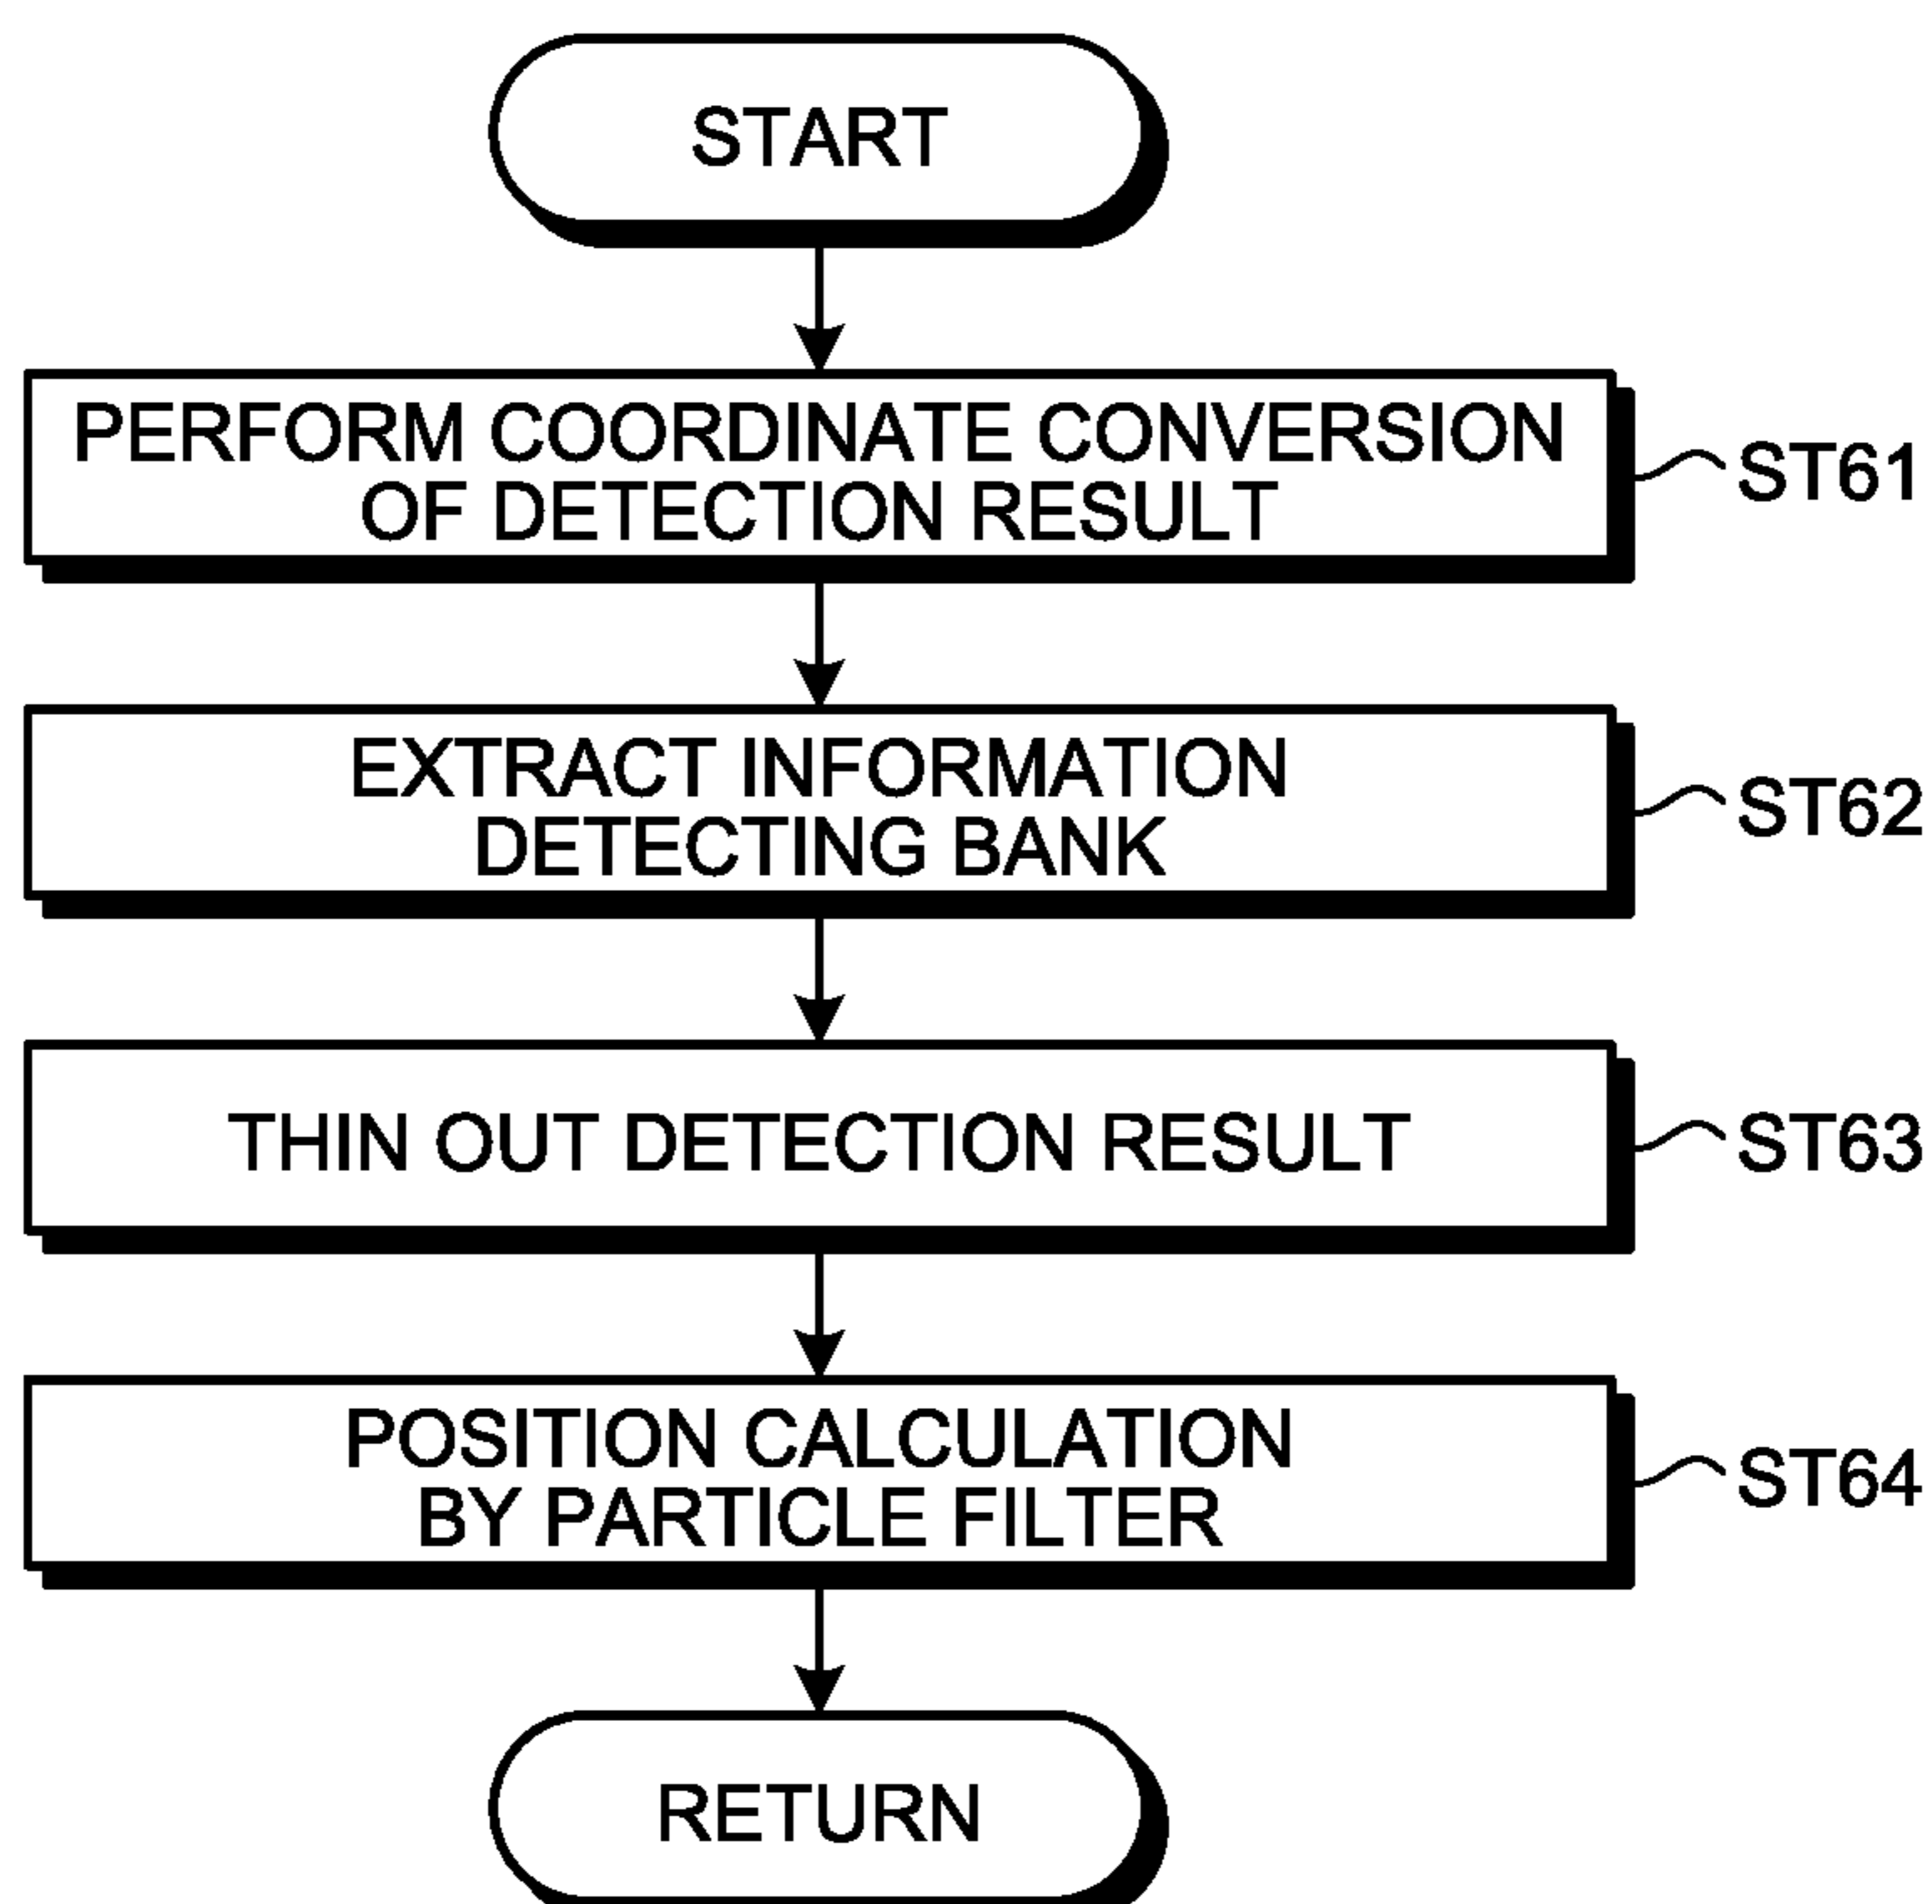 START
PERFORM COORDINATE CONVERSION
OF DETECTION RESULT
ST61
EXTRACT INFORMATION
DETECTING BANK
ST62
THIN OUT DETECTION RESULT
ST63
POSITION CALCULATION
BY PARTICLE FILTER
ST64
RETURN